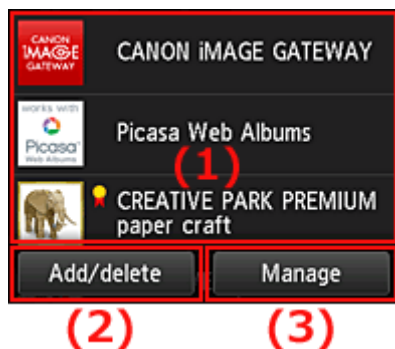 CANON
iMAGE
GATEWAY
CANON iMAGE GATEWAY
works with
Picasa
Web Albums
Picasa Web Albums
(1)
CREATIVE PARK PREMIUM
paper craft
Add/delete
Manage
(2)
(3)